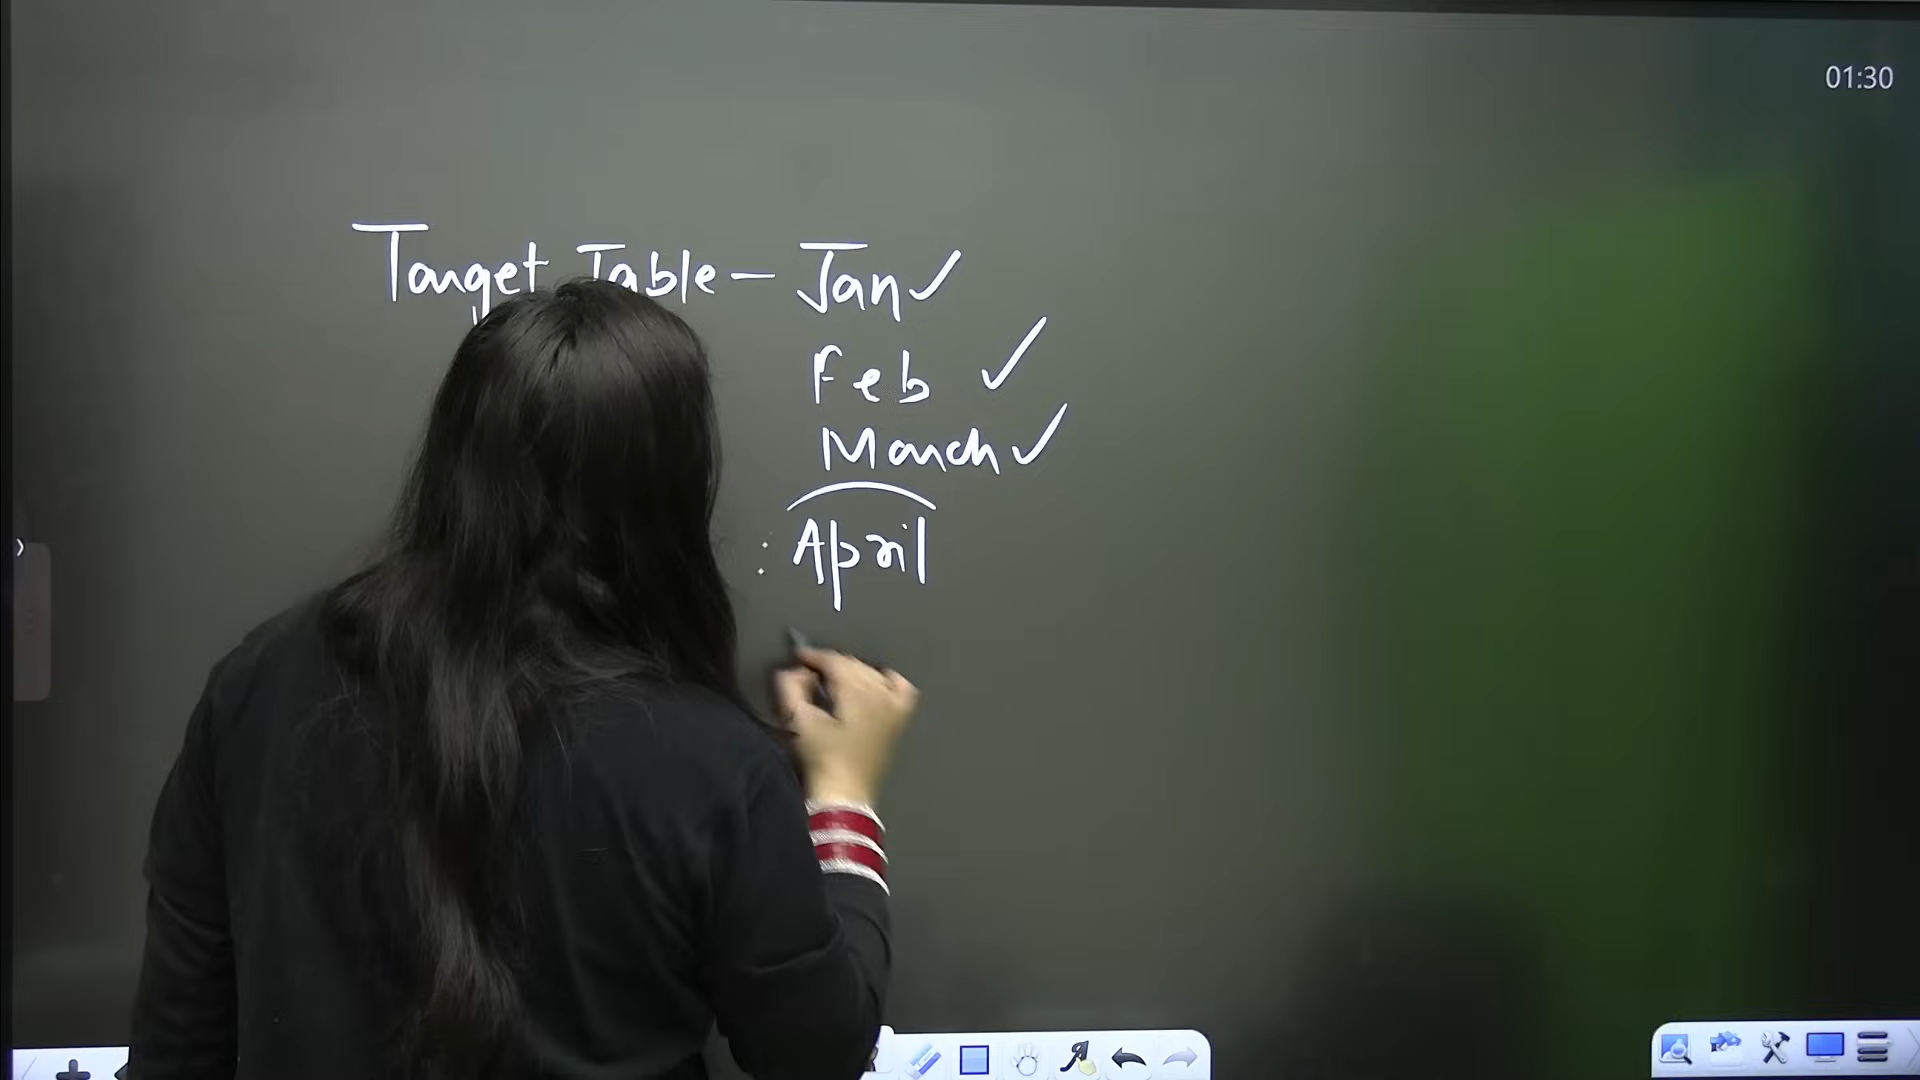 01:30
Target Table - Jan ✓
Feb ✓
March ✓
: April